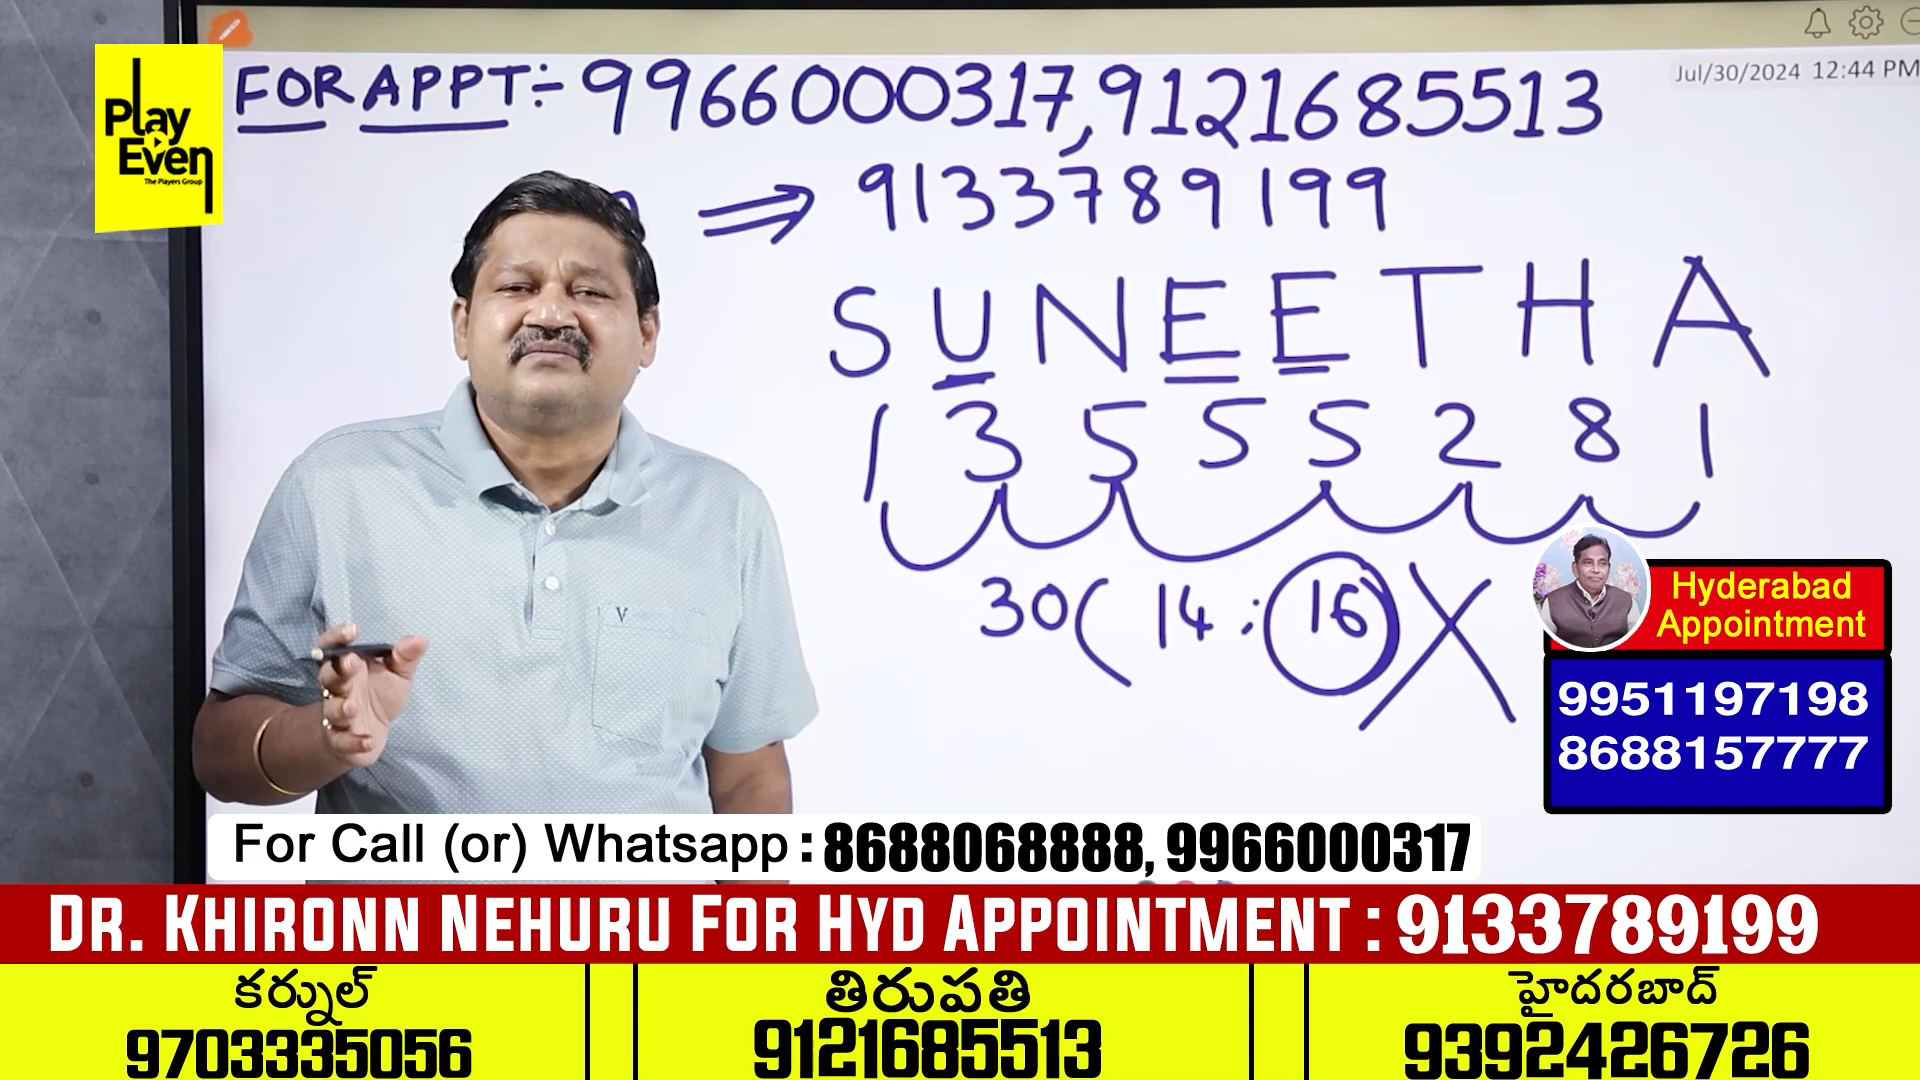 Jul/30/2024 12:44 PM
FOR APPT:- 9966000317, 9121685513
Play
Even
The Players Group
⇒ 9133789199
SUNEETHA
1 3 5 5 5 2 8 1
30( 14 ; 16 X
V
Hyderabad
Appointment
9951197198
8688157777
For Call (or) Whatsapp : 8688068888, 9966000317
DR. KHIRONN NEHURU FOR HYD APPOINTMENT : 9133789199
కర్నుల్
9703335056
తిరుపతి
9121685513
హైదరబాద్
9392426726